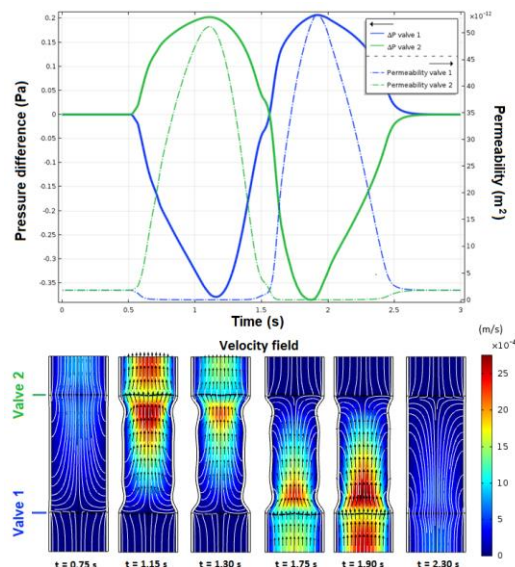 ×10⁻¹²
0.2
0.15
0.1
0.05
0
-0.05
-0.1
-0.15
-0.2
-0.25
-0.3
-0.35
Pressure difference (Pa)
ΔP valve 1
ΔP valve 2
Permeability valve 1
Permeability valve 2
50
45
40
35
30
25
20
15
10
5
0
Permeability (m²)
0 0.5 1 1.5 2 2.5 3
Time (s)
Velocity field
(m/s)
×10⁻⁴
Valve 2
Valve 1
25
20
15
10
5
0
t = 0.75 s t = 1.15 s t = 1.30 s t = 1.75 s t = 1.90 s t = 2.30 s